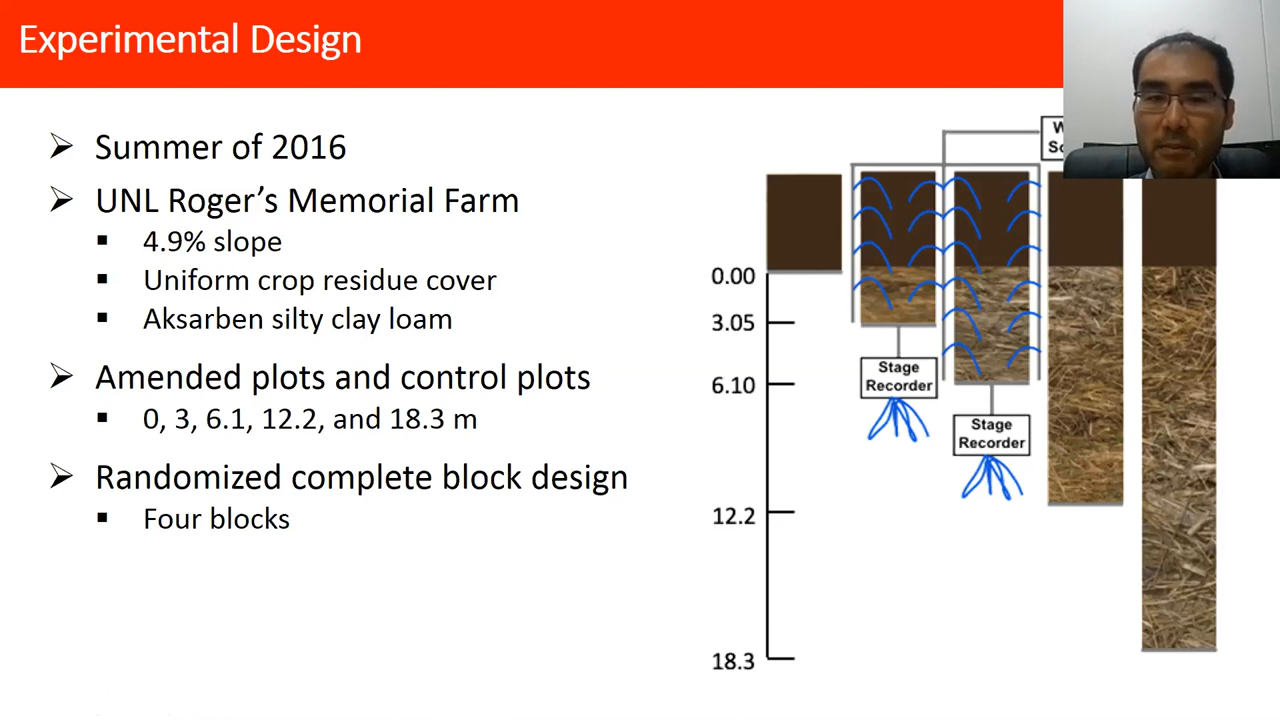 Experimental Design
Summer of 2016
UNL Roger's Memorial Farm
4.9% slope
Uniform crop residue cover
Aksarben silty clay loam
Amended plots and control plots
0, 3, 6.1, 12.2, and 18.3 m
Randomized complete block design
Four blocks
0.00
3.05
6.10
12.2
18.3
Stage
Recorder
Stage
Recorder